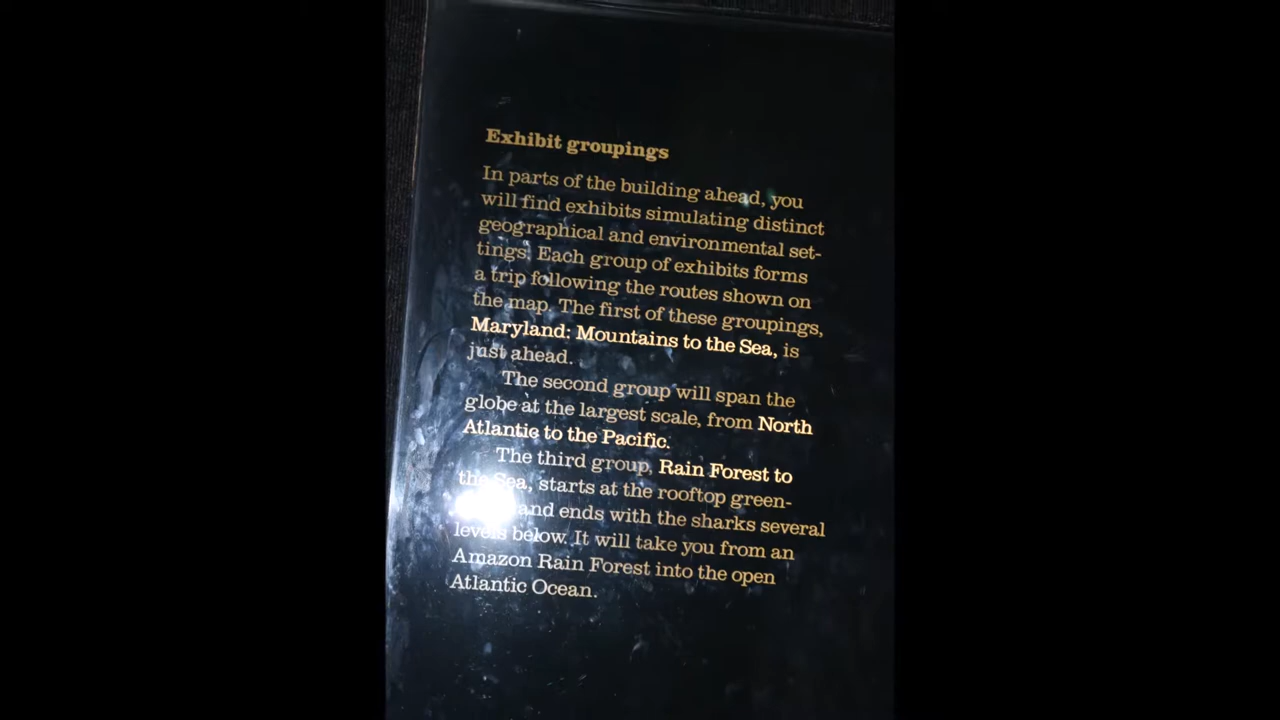 Exhibit groupings
In parts of the building ahead, you
will find exhibits simulating distinct
geographical and environmental set-
tings. Each group of exhibits forms
a trip following the routes shown on
the map. The first of these groupings,
Maryland: Mountains to the Sea, is
just ahead.
The second group will span the
globe at the largest scale, from North
Atlantic to the Pacific.
The third group, Rain Forest to
the Sea, starts at the rooftop green-
and ends with the sharks several
levels below. It will take you from an
Amazon Rain Forest into the open
Atlantic Ocean.